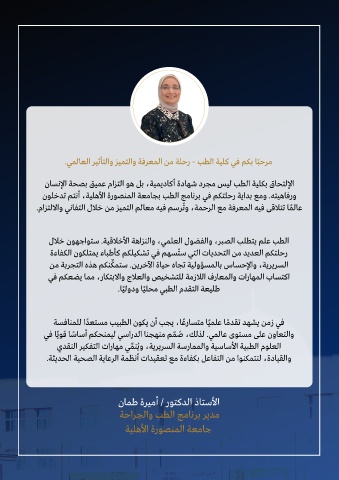 مرحبًا بكم في كلية الطب - رحلة من المعرفة والتميز والتأثير العالمي.
الإلتحاق بكلية الطب ليس مجرد شهادة أكاديمية، بل هو التزام عميق بصحة الإنسان
ورفاهيته. ومع بداية رحلتكم في برنامج الطب بجامعة المنصورة الأهلية، أنتم تدخلون
عالمًا تتلاقى فيه المعرفة مع الرحمة، وتُرسم فيه معالم التميز من خلال التفاني والالتزام.
الطب علم يتطلب الصبر، والفضول العلمي، والنزاهة الأخلاقية. ستواجهون خلال
رحلتكم العديد من التحديات التي ستُسهم في تشكيلكم كأطباء يمتلكون الكفاءة
السريرية، والإحساس بالمسؤولية تجاه حياة الآخرين. ستمكّنكم هذه التجربة من
اكتساب المهارات والمعارف اللازمة للتشخيص والعلاج والابتكار، مما يضعكم في
طليعة التقدم الطبي محليًا ودوليًا.
في زمن يشهد تقدمًا علميًا متسارعًا، يجب أن يكون الطبيب مستعدًا للمنافسة
والتعاون على مستوى عالمي. لذلك، صُمّم منهجنا الدراسي ليمنحكم أساسًا قويًا في
العلوم الطبية الأساسية والممارسة السريرية، ويُنمّي مهارات التفكير النقدي
والقيادة، لتتمكنوا من التفاعل بكفاءة مع تعقيدات أنظمة الرعاية الصحية الحديثة.
الأستاذ الدكتور / أميرة طمان
مدير برنامج الطب والجراحة
جامعة المنصورة الأهلية